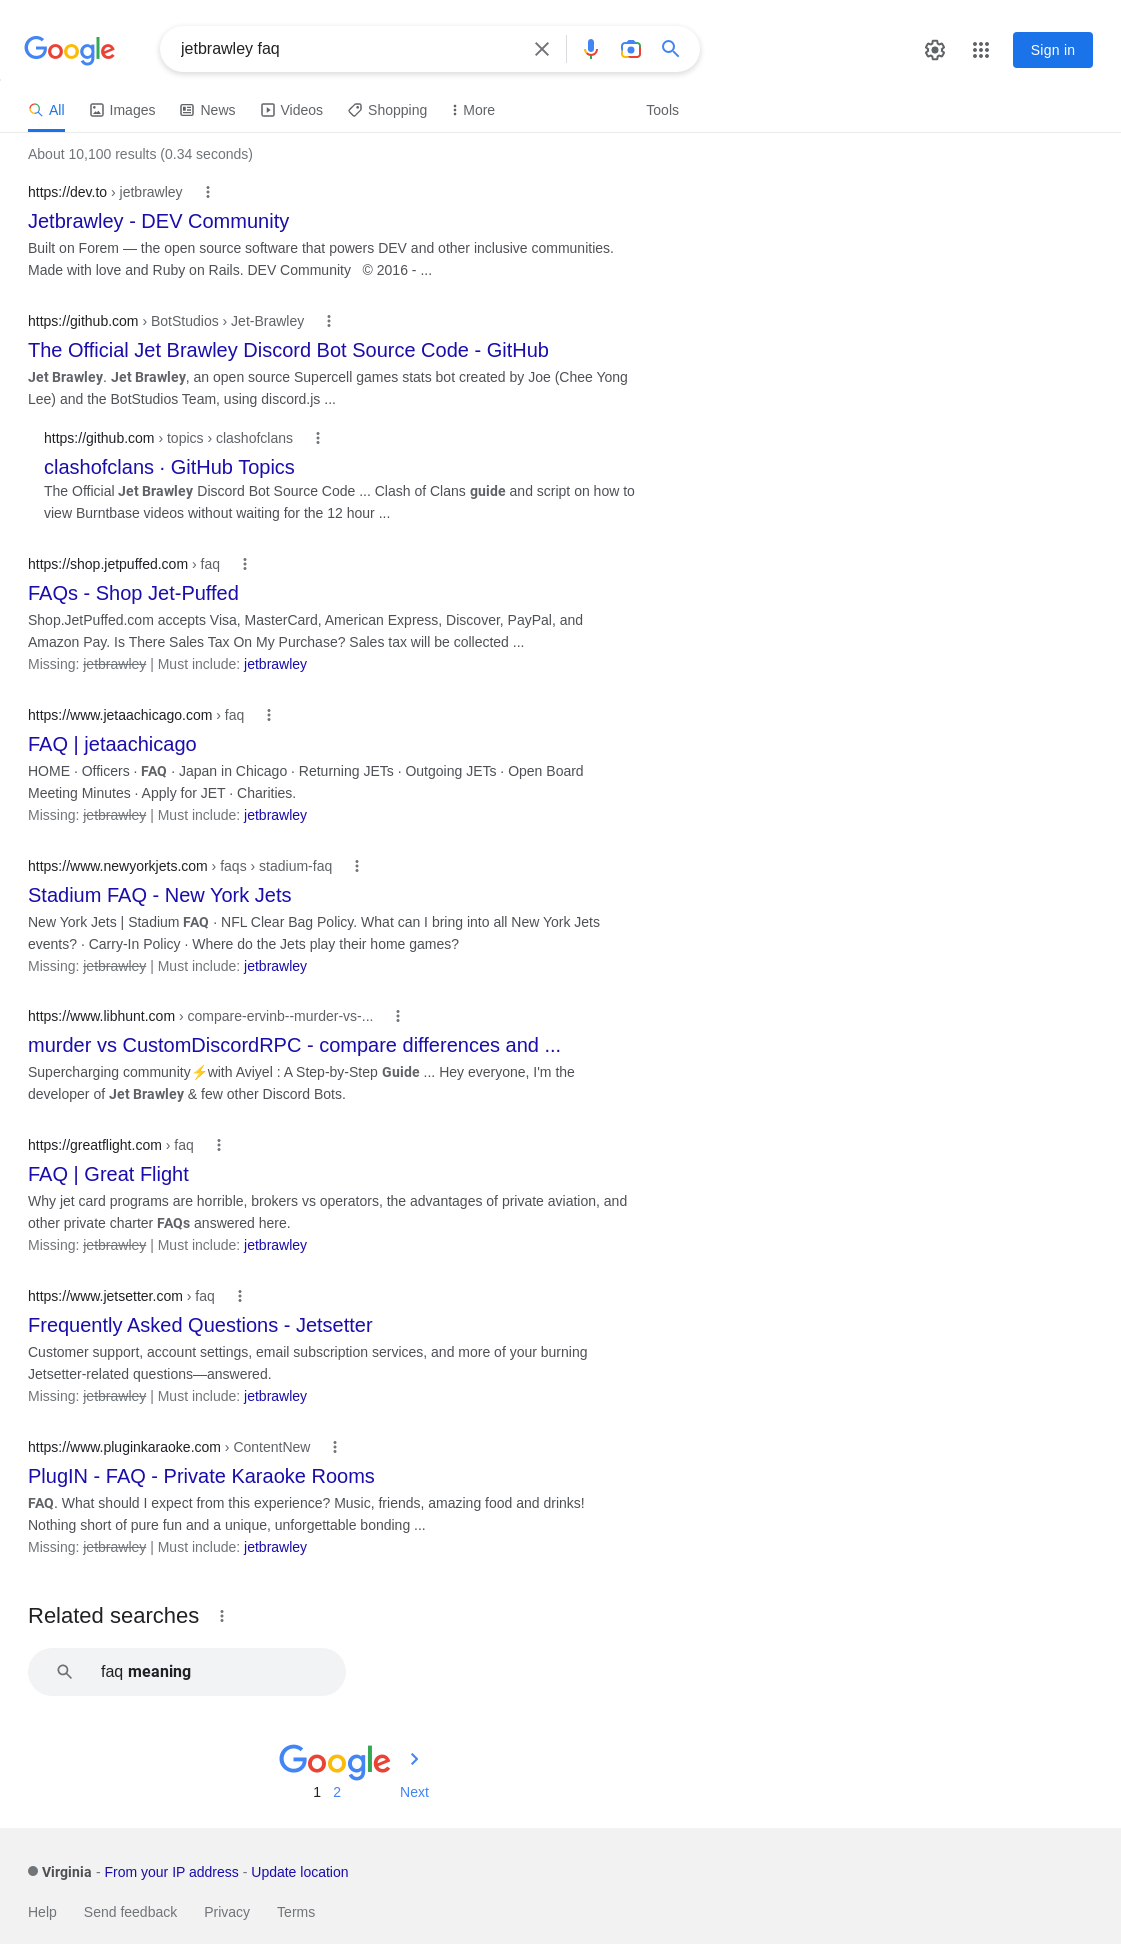 Google
jetbrawley faq
Sign in
All Images News Videos Shopping More Tools
About 10,100 results (0.34 seconds)
https://dev.to › jetbrawley
Jetbrawley - DEV Community
Built on Forem — the open source software that powers DEV and other inclusive communities.
Made with love and Ruby on Rails. DEV Community © 2016 - ...
https://github.com › BotStudios › Jet-Brawley
The Official Jet Brawley Discord Bot Source Code - GitHub
Jet Brawley. Jet Brawley, an open source Supercell games stats bot created by Joe (Chee Yong
Lee) and the BotStudios Team, using discord.js ...
https://github.com › topics › clashofclans
clashofclans · GitHub Topics
The Official Jet Brawley Discord Bot Source Code ... Clash of Clans guide and script on how to
view Burntbase videos without waiting for the 12 hour ...
https://shop.jetpuffed.com › faq
FAQs - Shop Jet-Puffed
Shop.JetPuffed.com accepts Visa, MasterCard, American Express, Discover, PayPal, and
Amazon Pay. Is There Sales Tax On My Purchase? Sales tax will be collected ...
Missing: jetbrawley | Must include: jetbrawley
https://www.jetaachicago.com › faq
FAQ | jetaachicago
HOME · Officers · FAQ · Japan in Chicago · Returning JETs · Outgoing JETs · Open Board
Meeting Minutes · Apply for JET · Charities.
Missing: jetbrawley | Must include: jetbrawley
https://www.newyorkjets.com › faqs › stadium-faq
Stadium FAQ - New York Jets
New York Jets | Stadium FAQ · NFL Clear Bag Policy. What can I bring into all New York Jets
events? · Carry-In Policy · Where do the Jets play their home games?
Missing: jetbrawley | Must include: jetbrawley
https://www.libhunt.com › compare-ervinb--murder-vs-...
murder vs CustomDiscordRPC - compare differences and ...
Supercharging community⚡with Aviyel : A Step-by-Step Guide ... Hey everyone, I'm the
developer of Jet Brawley & few other Discord Bots.
https://greatflight.com › faq
FAQ | Great Flight
Why jet card programs are horrible, brokers vs operators, the advantages of private aviation, and
other private charter FAQs answered here.
Missing: jetbrawley | Must include: jetbrawley
https://www.jetsetter.com › faq
Frequently Asked Questions - Jetsetter
Customer support, account settings, email subscription services, and more of your burning
Jetsetter-related questions—answered.
Missing: jetbrawley | Must include: jetbrawley
https://www.pluginkaraoke.com › ContentNew
PlugIN - FAQ - Private Karaoke Rooms
FAQ. What should I expect from this experience? Music, friends, amazing food and drinks!
Nothing short of pure fun and a unique, unforgettable bonding ...
Missing: jetbrawley | Must include: jetbrawley
Related searches
faq meaning
Google
1 2 Next
Virginia - From your IP address - Update location
Help Send feedback Privacy Terms